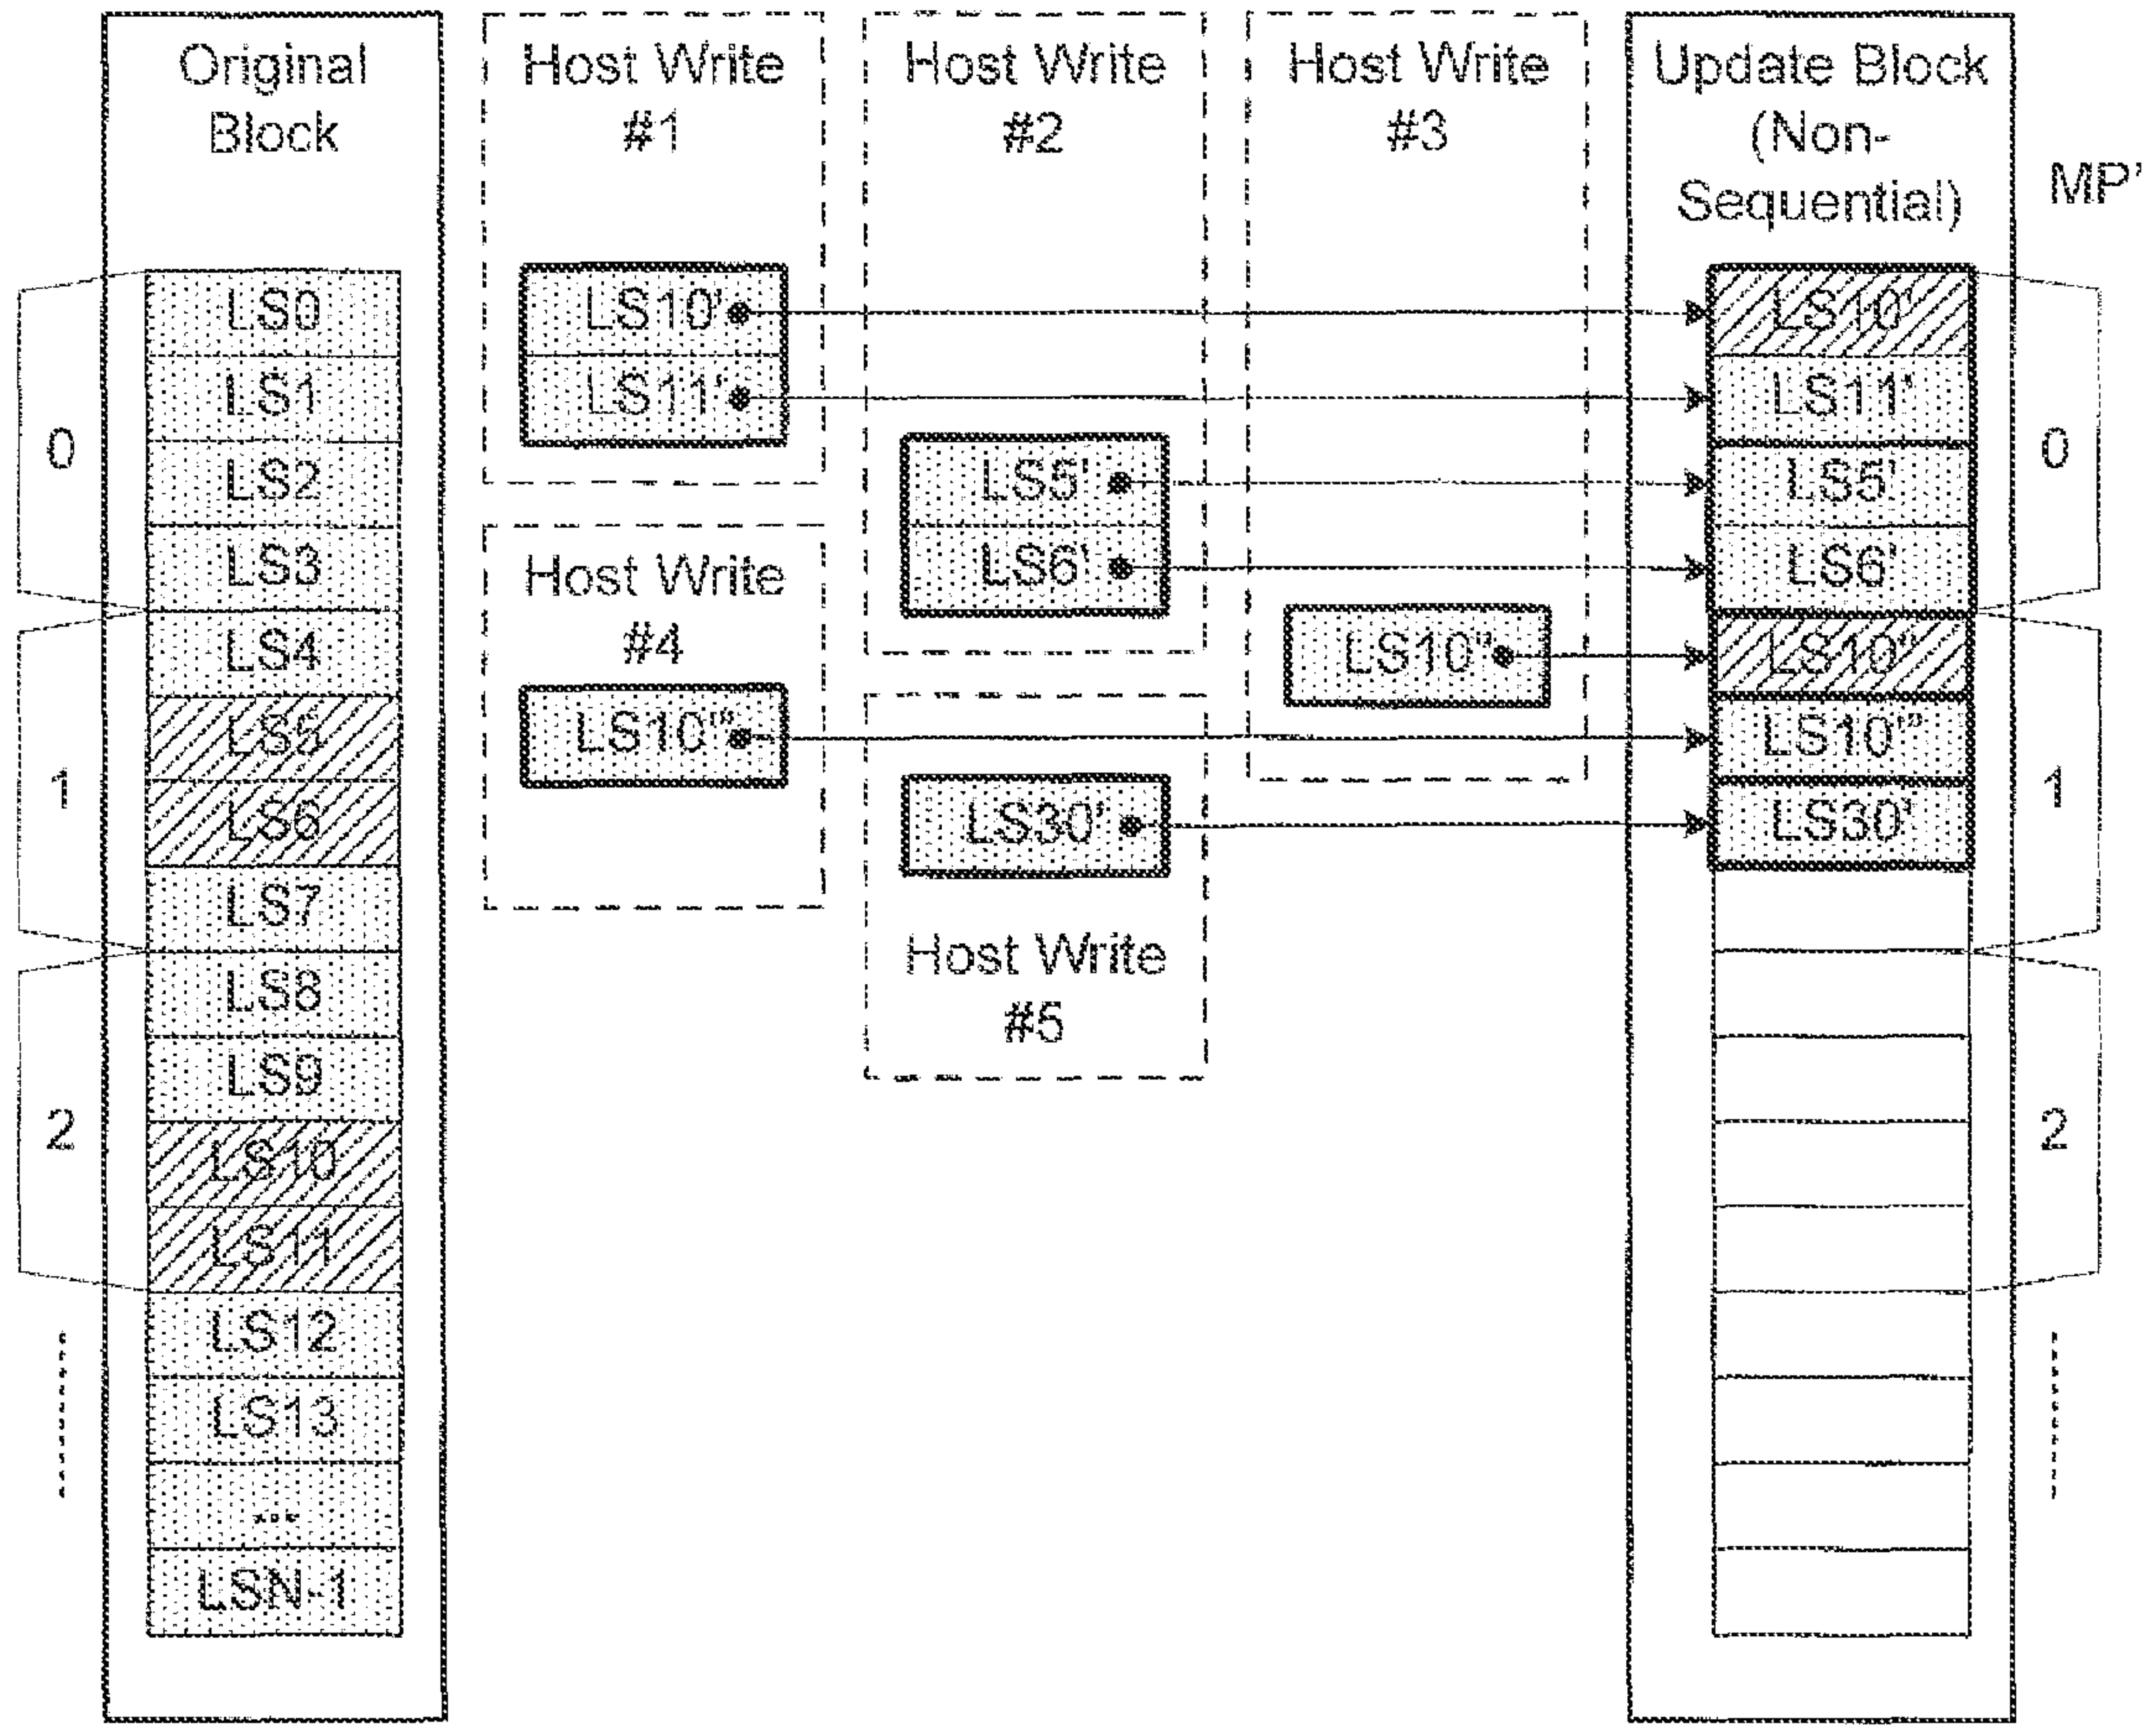 Original
Block
LS0
LS1
LS2
LS3
LS4
LS5
LS6
LS7
LS8
LS9
LS10
LS11
LS12
LS13
...
LSN-1
0
1
2
Host Write
#1
LS10'
LS11'
Host Write
#4
LS10'''
Host Write
#2
LS5'
LS6'
LS30'
Host Write
#5
Host Write
#3
LS10''
Update Block
(Non-
Sequential)
LS10'
LS11'
LS5'
LS6'
LS10''
LS10'''
LS30'
MP'
0
1
2